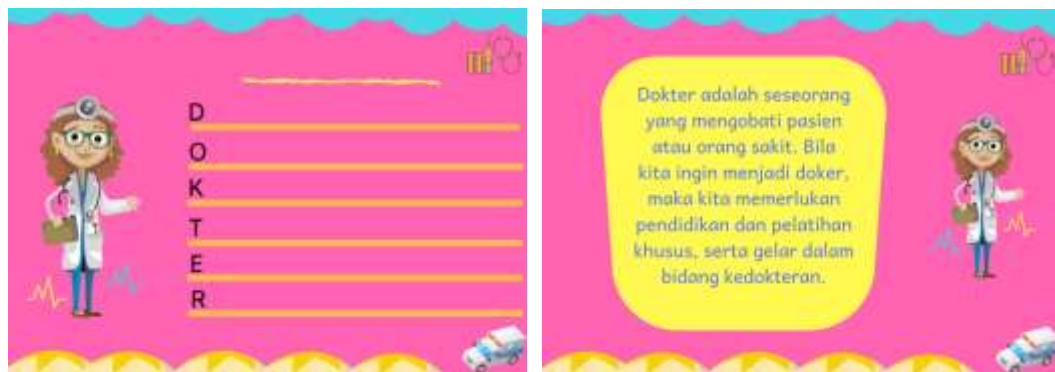 D
O
K
T
E
R
Dokter adalah seseorang
yang mengobati pasien
atau orang sakit. Bila
kita ingin menjadi doker,
maka kita memerlukan
pendidikan dan pelatihan
khusus, serta gelar dalam
bidang kedokteran.